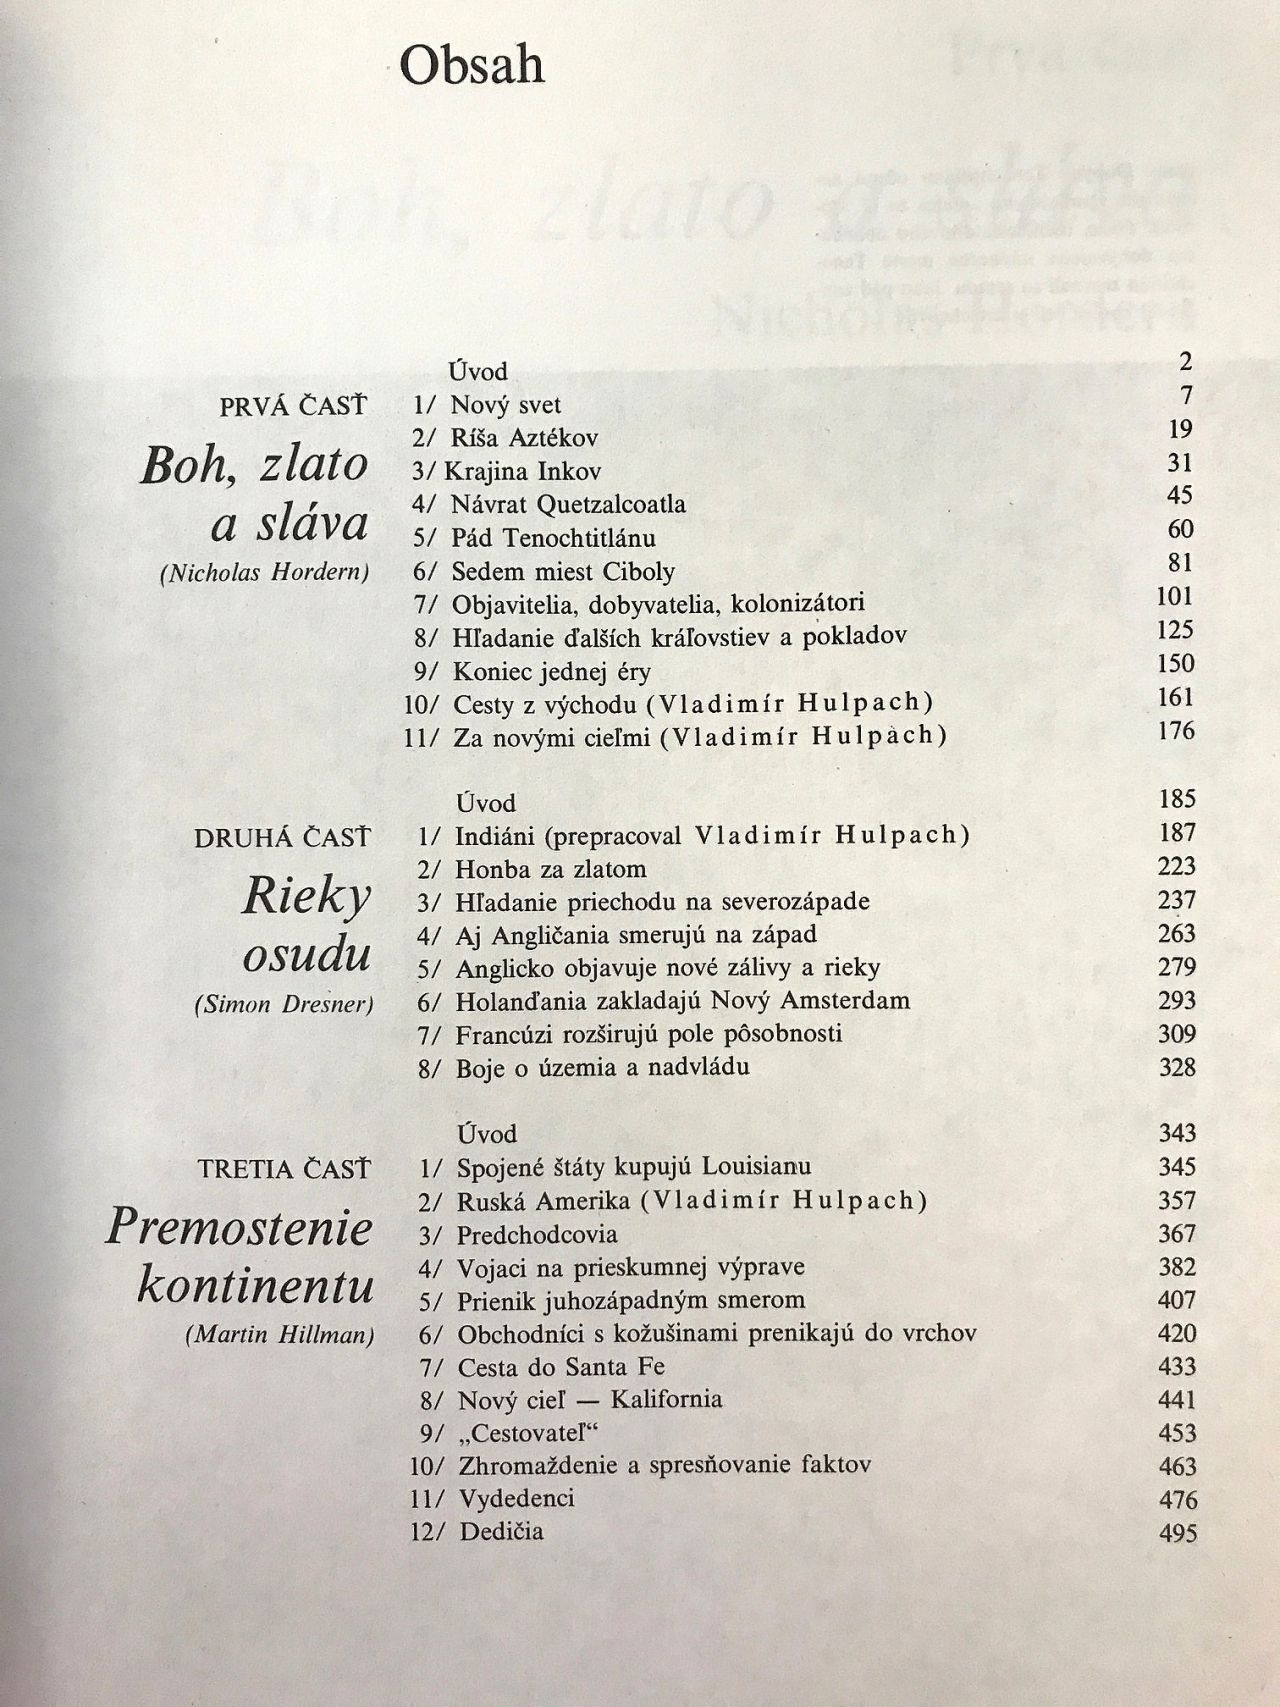 Obsah
Úvod 2
PRVÁ ČASŤ 1/ Nový svet 7
2/ Ríša Aztékov 19
Boh, zlato 3/ Krajina Inkov 31
4/ Návrat Quetzalcoatla 45
a sláva 5/ Pád Tenochtitlánu 60
(Nicholas Hordern) 6/ Sedem miest Ciboly 81
7/ Objavitelia, dobyvatelia, kolonizátori 101
8/ Hľadanie ďalších kráľovstiev a pokladov 125
9/ Koniec jednej éry 150
10/ Cesty z východu (Vladimír Hulpach) 161
11/ Za novými cieľmi (Vladimír Hulpach) 176
Úvod 185
DRUHÁ ČASŤ 1/ Indiáni (prepracoval Vladimír Hulpach) 187
2/ Honba za zlatom 223
Rieky 3/ Hľadanie priechodu na severozápade 237
4/ Aj Angličania smerujú na západ 263
osudu 5/ Anglicko objavuje nové zálivy a rieky 279
(Simon Dresner) 6/ Holanďania zakladajú Nový Amsterdam 293
7/ Francúzi rozširujú pole pôsobnosti 309
8/ Boje o územia a nadvládu 328
Úvod 343
TRETIA ČASŤ 1/ Spojené štáty kupujú Louisianu 345
2/ Ruská Amerika (Vladimír Hulpach) 357
Premostenie 3/ Predchodcovia 367
4/ Vojaci na prieskumnej výprave 382
kontinentu 5/ Prienik juhozápadným smerom 407
(Martin Hillman) 6/ Obchodníci s kožušinami prenikajú do vrchov 420
7/ Cesta do Santa Fe 433
8/ Nový cieľ — Kalifornia 441
9/ „Cestovateľ“ 453
10/ Zhromaždenie a spresňovanie faktov 463
11/ Vydedenci 476
12/ Dedičia 495